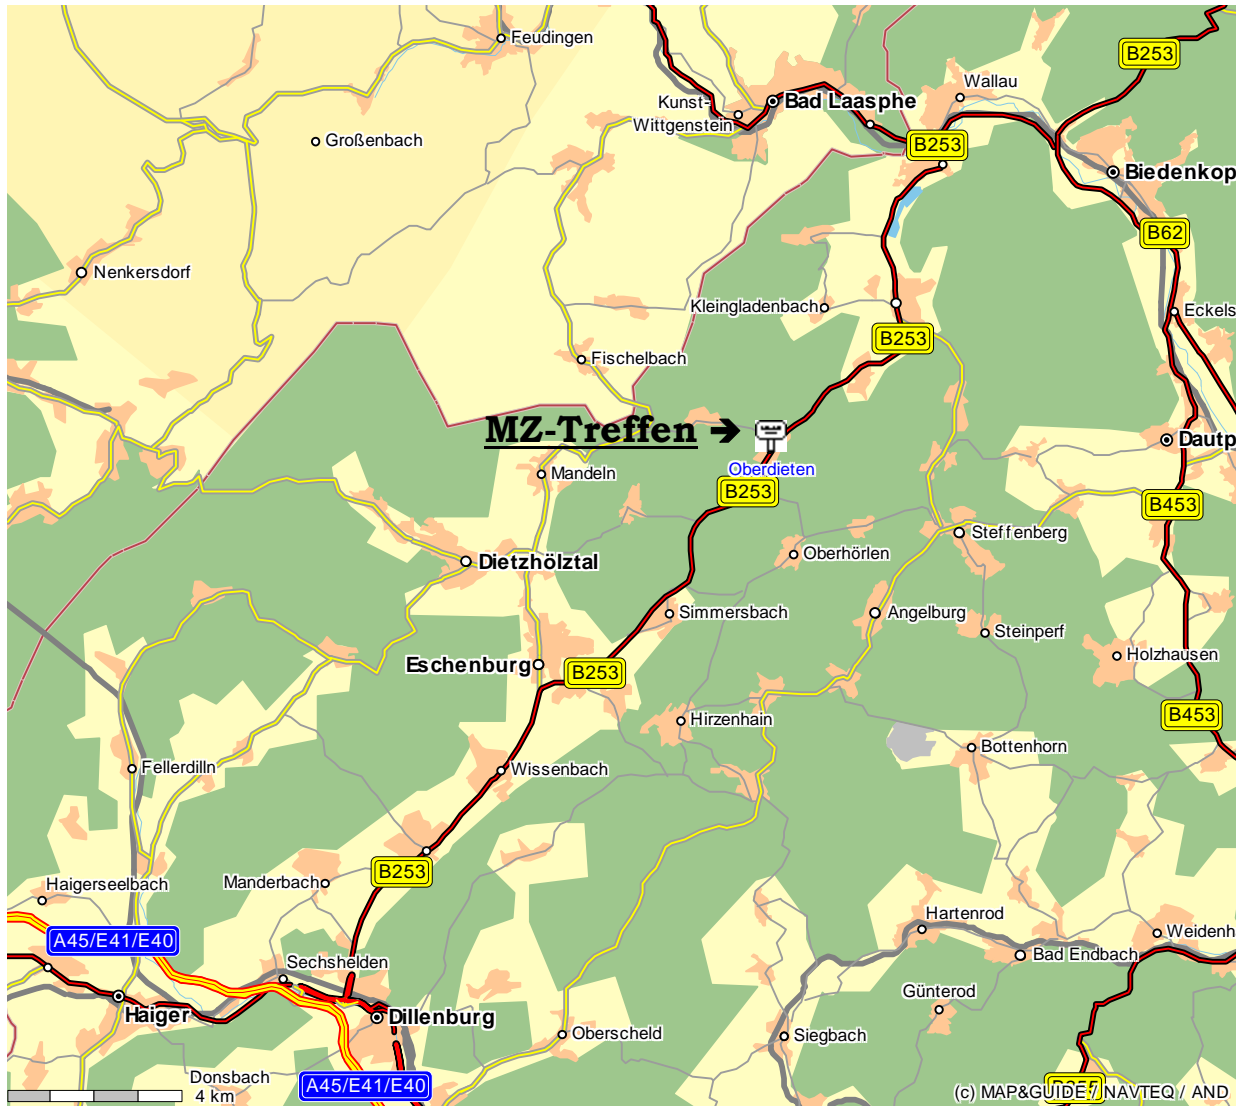 Feudingen
B253
Wallau
Kunst-
Wittgenstein
Bad Laasphe
Großenbach
B253
Biedenkop
B62
Nenkersdorf
Kleingladenbach
Eckels
B253
Fischelbach
MZ-Treffen →
Dautp
Oberdieten
Mandeln
B253
B453
Steffenberg
Oberhörlen
Dietzhölztal
Simmersbach
Angelburg
Steinperf
Holzhausen
Eschenburg
B253
B453
Hirzenhain
Bottenhorn
Fellerdilln
Wissenbach
B253
Manderbach
Haigerseelbach
Hartenrod
Weidenh
A45/E41/E40
Bad Endbach
Sechshelden
Günterod
Haiger
Dillenburg
Oberscheld
Siegbach
Donsbach
4 km
A45/E41/E40
(c) MAP&GUIDE / NAVTEQ / AND